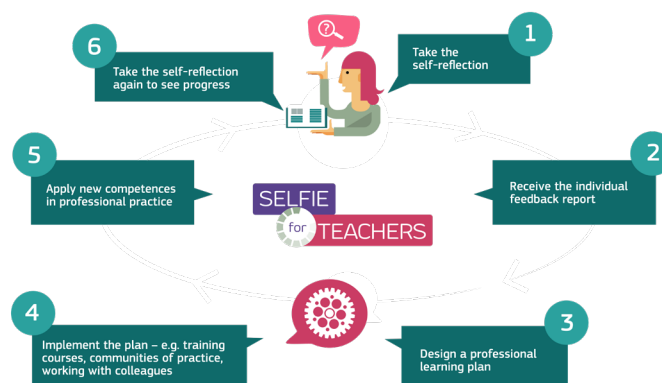 1
Take the
self-reflection
2
Receive the individual
feedback report
3
Design a professional
learning plan
4
Implement the plan – e.g. training
courses, communities of practice,
working with colleagues
5
Apply new competences
in professional practice
6
Take the self-reflection
again to see progress
?
SELFIE
for
TEACHERS